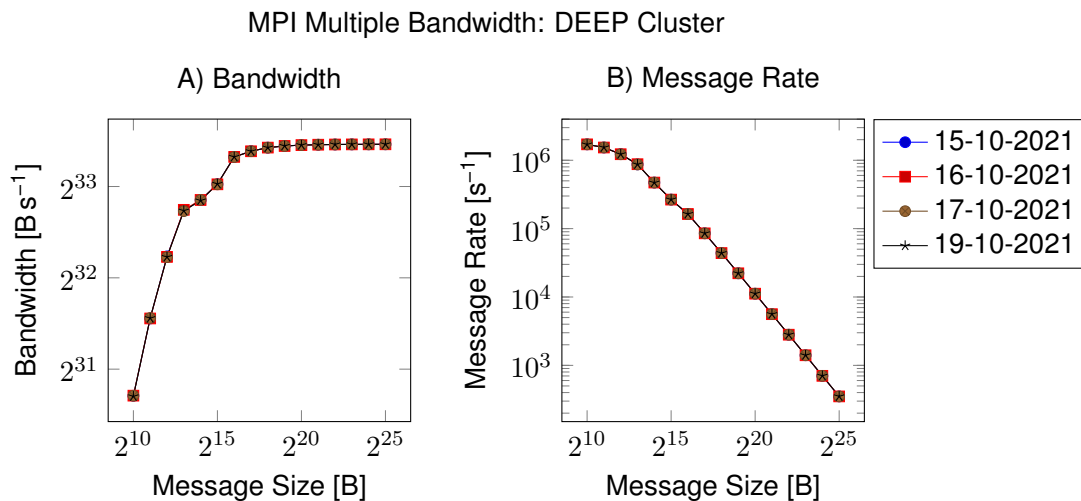 MPI Multiple Bandwidth: DEEP Cluster
A) Bandwidth
B) Message Rate
Bandwidth [B s⁻¹]
2³³
2³²
2³¹
2¹⁰ 2¹⁵ 2²⁰ 2²⁵
Message Size [B]
Message Rate [s⁻¹]
10⁶
10⁵
10⁴
10³
2¹⁰ 2¹⁵ 2²⁰ 2²⁵
Message Size [B]
15-10-2021
16-10-2021
17-10-2021
19-10-2021